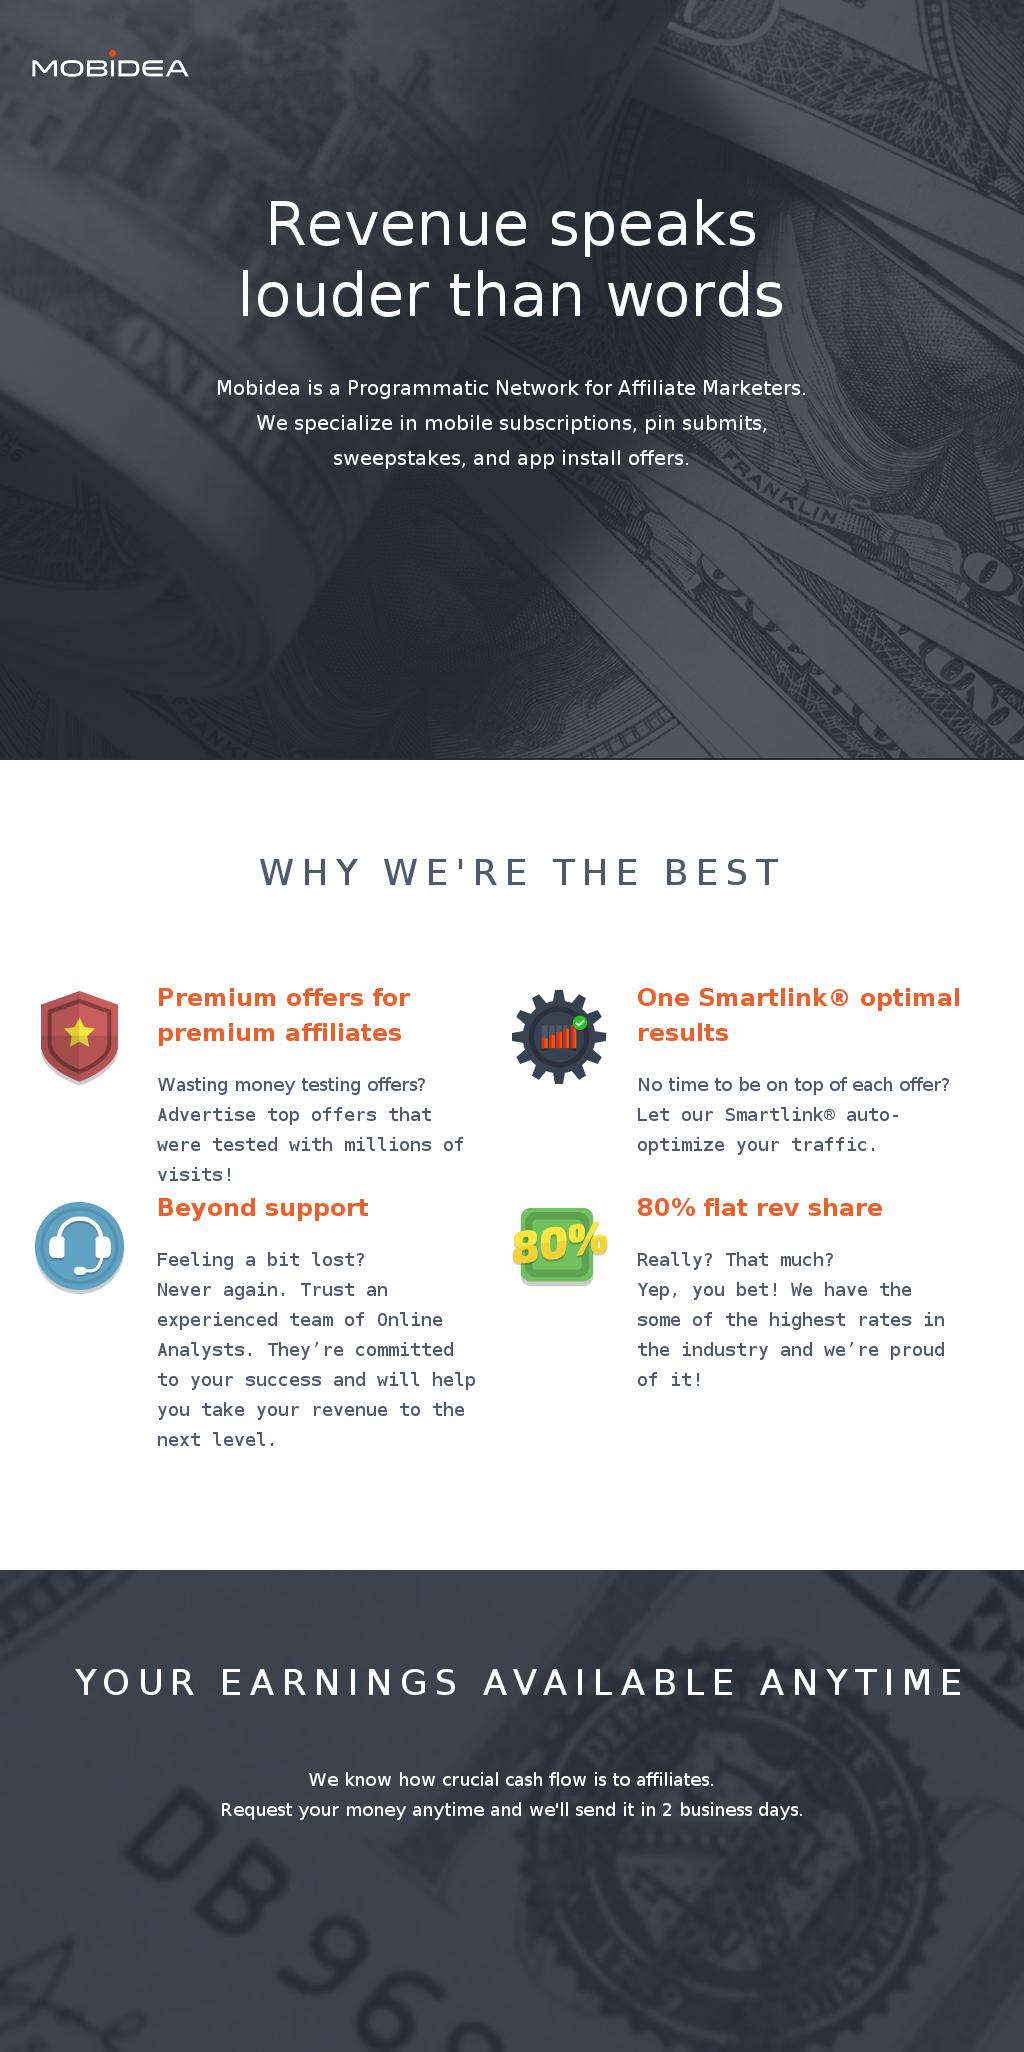 MOBIDEA
Revenue speaks
louder than words
Mobidea is a Programmatic Network for Affiliate Marketers.
We specialize in mobile subscriptions, pin submits,
sweepstakes, and app install offers.
FRANKLIN
WHY WE'RE THE BEST
Premium offers for
premium affiliates
Wasting money testing offers?
Advertise top offers that
were tested with millions of
visits!
One Smartlink® optimal
results
No time to be on top of each offer?
Let our Smartlink® auto-
optimize your traffic.
Beyond support
Feeling a bit lost?
Never again. Trust an
experienced team of Online
Analysts. They’re committed
to your success and will help
you take your revenue to the
next level.
80%
80% flat rev share
Really? That much?
Yep, you bet! We have the
some of the highest rates in
the industry and we’re proud
of it!
YOUR EARNINGS AVAILABLE ANYTIME
We know how crucial cash flow is to affiliates.
Request your money anytime and we'll send it in 2 business days.
DB 96